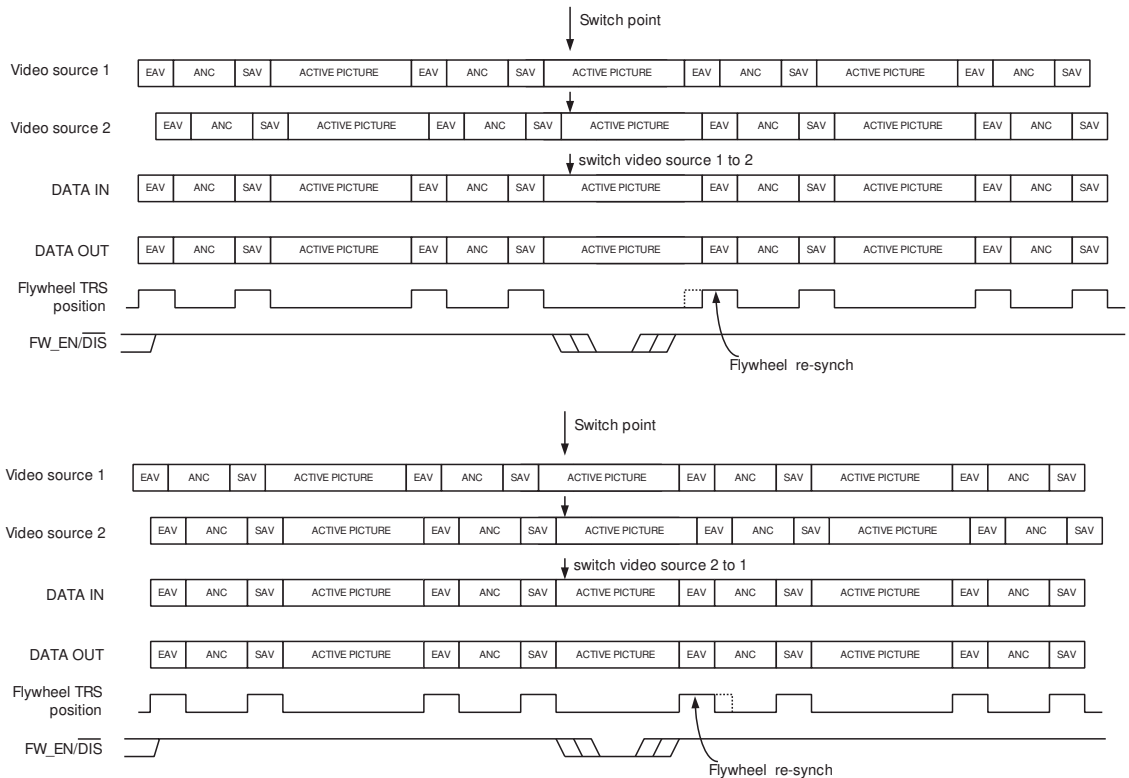 Switch point
Video source 1 EAV ANC SAV ACTIVE PICTURE EAV ANC SAV ACTIVE PICTURE EAV ANC SAV ACTIVE PICTURE EAV ANC SAV
Video source 2 EAV ANC SAV ACTIVE PICTURE EAV ANC SAV ACTIVE PICTURE EAV ANC SAV ACTIVE PICTURE EAV ANC SAV
switch video source 1 to 2
DATA IN EAV ANC SAV ACTIVE PICTURE EAV ANC SAV ACTIVE PICTURE EAV ANC SAV ACTIVE PICTURE EAV ANC SAV
DATA OUT EAV ANC SAV ACTIVE PICTURE EAV ANC SAV ACTIVE PICTURE EAV ANC SAV ACTIVE PICTURE EAV ANC SAV
Flywheel TRS
position
FW_EN/DIS
Flywheel re-synch
Switch point
Video source 1 EAV ANC SAV ACTIVE PICTURE EAV ANC SAV ACTIVE PICTURE EAV ANC SAV ACTIVE PICTURE EAV ANC SAV
Video source 2 EAV ANC SAV ACTIVE PICTURE EAV ANC SAV ACTIVE PICTURE EAV ANC SAV ACTIVE PICTURE EAV ANC SAV
switch video source 2 to 1
DATA IN EAV ANC SAV ACTIVE PICTURE EAV ANC SAV ACTIVE PICTURE EAV ANC SAV ACTIVE PICTURE EAV ANC SAV
DATA OUT EAV ANC SAV ACTIVE PICTURE EAV ANC SAV ACTIVE PICTURE EAV ANC SAV ACTIVE PICTURE EAV ANC SAV
Flywheel TRS
position
FW_EN/DIS
Flywheel re-synch